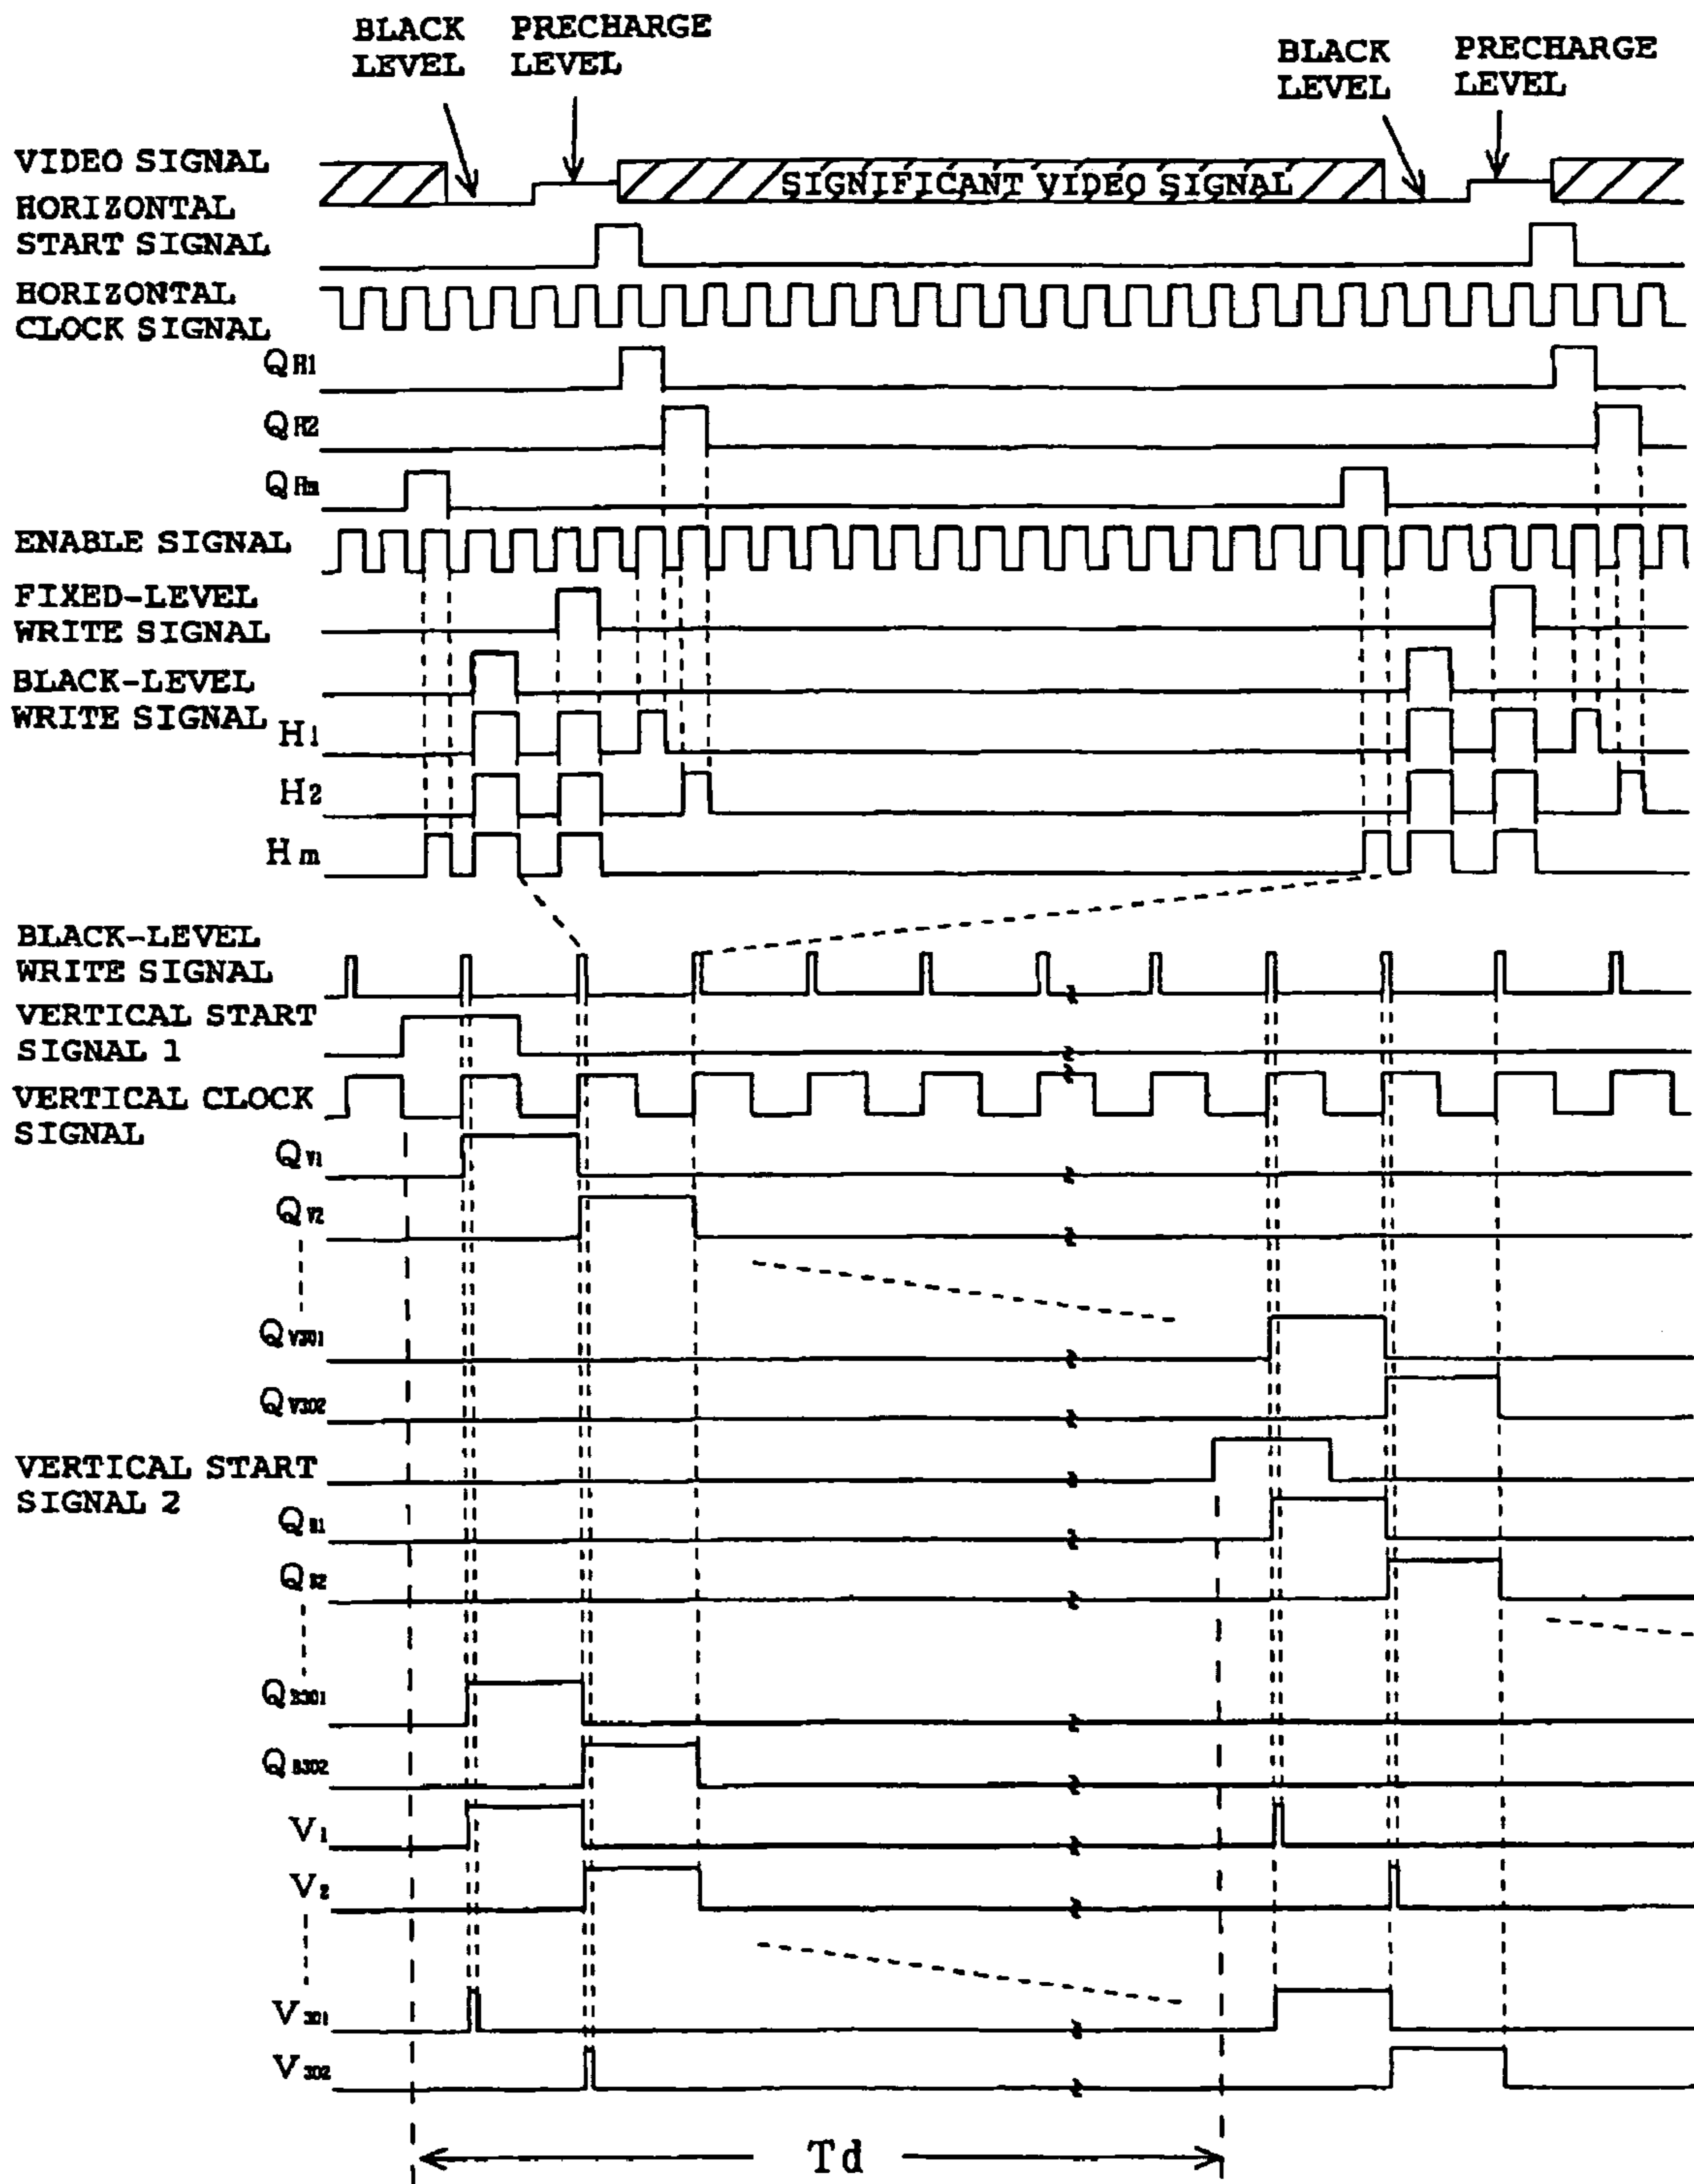 BLACK LEVEL
PRECHARGE LEVEL
BLACK LEVEL
PRECHARGE LEVEL
VIDEO SIGNAL
SIGNIFICANT VIDEO SIGNAL
HORIZONTAL
START SIGNAL
HORIZONTAL
CLOCK SIGNAL
QH1
QH2
QHm
ENABLE SIGNAL
FIXED-LEVEL
WRITE SIGNAL
BLACK-LEVEL
WRITE SIGNAL
H1
H2
Hm
BLACK-LEVEL
WRITE SIGNAL
VERTICAL START
SIGNAL 1
VERTICAL CLOCK
SIGNAL
QV1
QV2
QV301
QV302
VERTICAL START
SIGNAL 2
QB1
QB2
QB301
QB302
V1
V2
V301
V302
Td